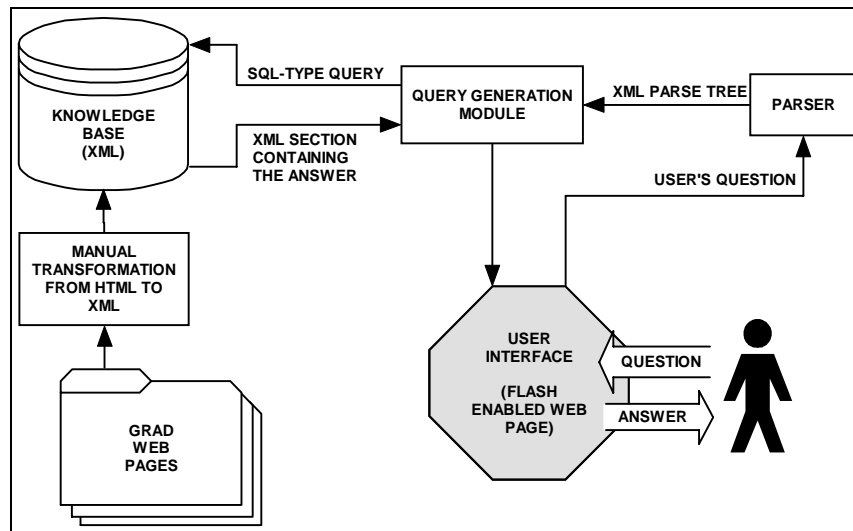 KNOWLEDGE
BASE
(XML)
SQL-TYPE QUERY
XML SECTION
CONTAINING
THE ANSWER
QUERY GENERATION
MODULE
XML PARSE TREE
PARSER
USER'S QUESTION
MANUAL
TRANSFORMATION
FROM HTML TO
XML
GRAD
WEB
PAGES
USER
INTERFACE
(FLASH
ENABLED WEB
PAGE)
QUESTION
ANSWER